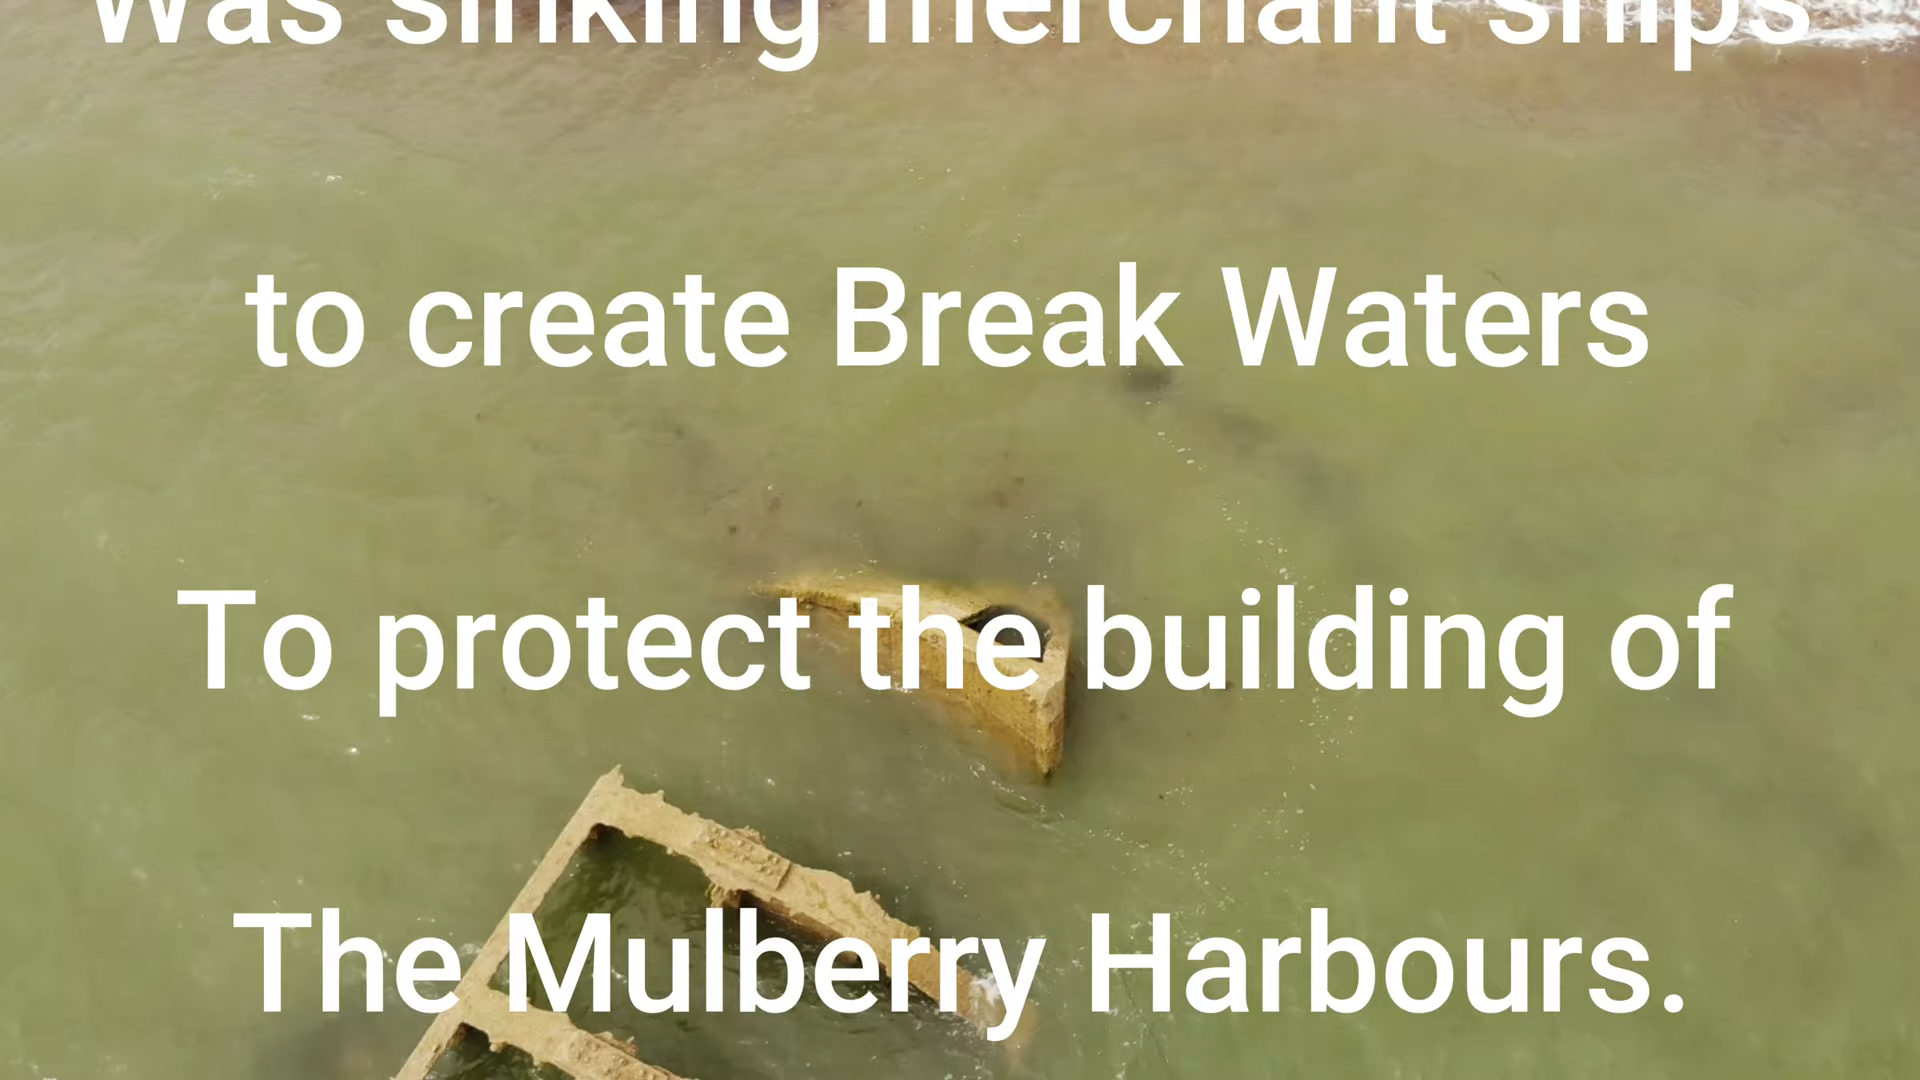 Was sinking merchant ships
to create Break Waters
To protect the building of
The Mulberry Harbours.